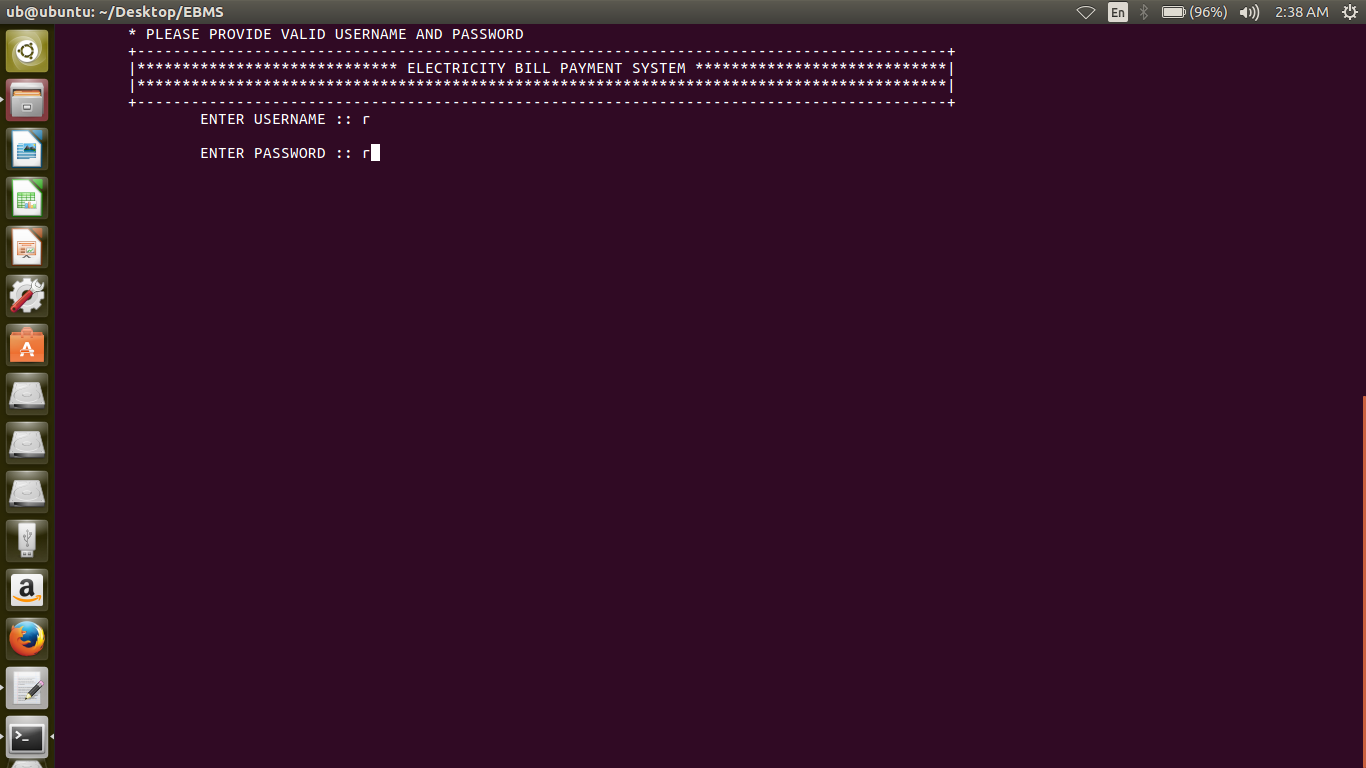 ub@ubuntu: ~/Desktop/EBMS
En
(96%)
2:38 AM
* PLEASE PROVIDE VALID USERNAME AND PASSWORD
+------------------------------------------------------------------------------------------+
|***************************** ELECTRICITY BILL PAYMENT SYSTEM ****************************|
|******************************************************************************************|
+------------------------------------------------------------------------------------------+
ENTER USERNAME :: r
ENTER PASSWORD :: r